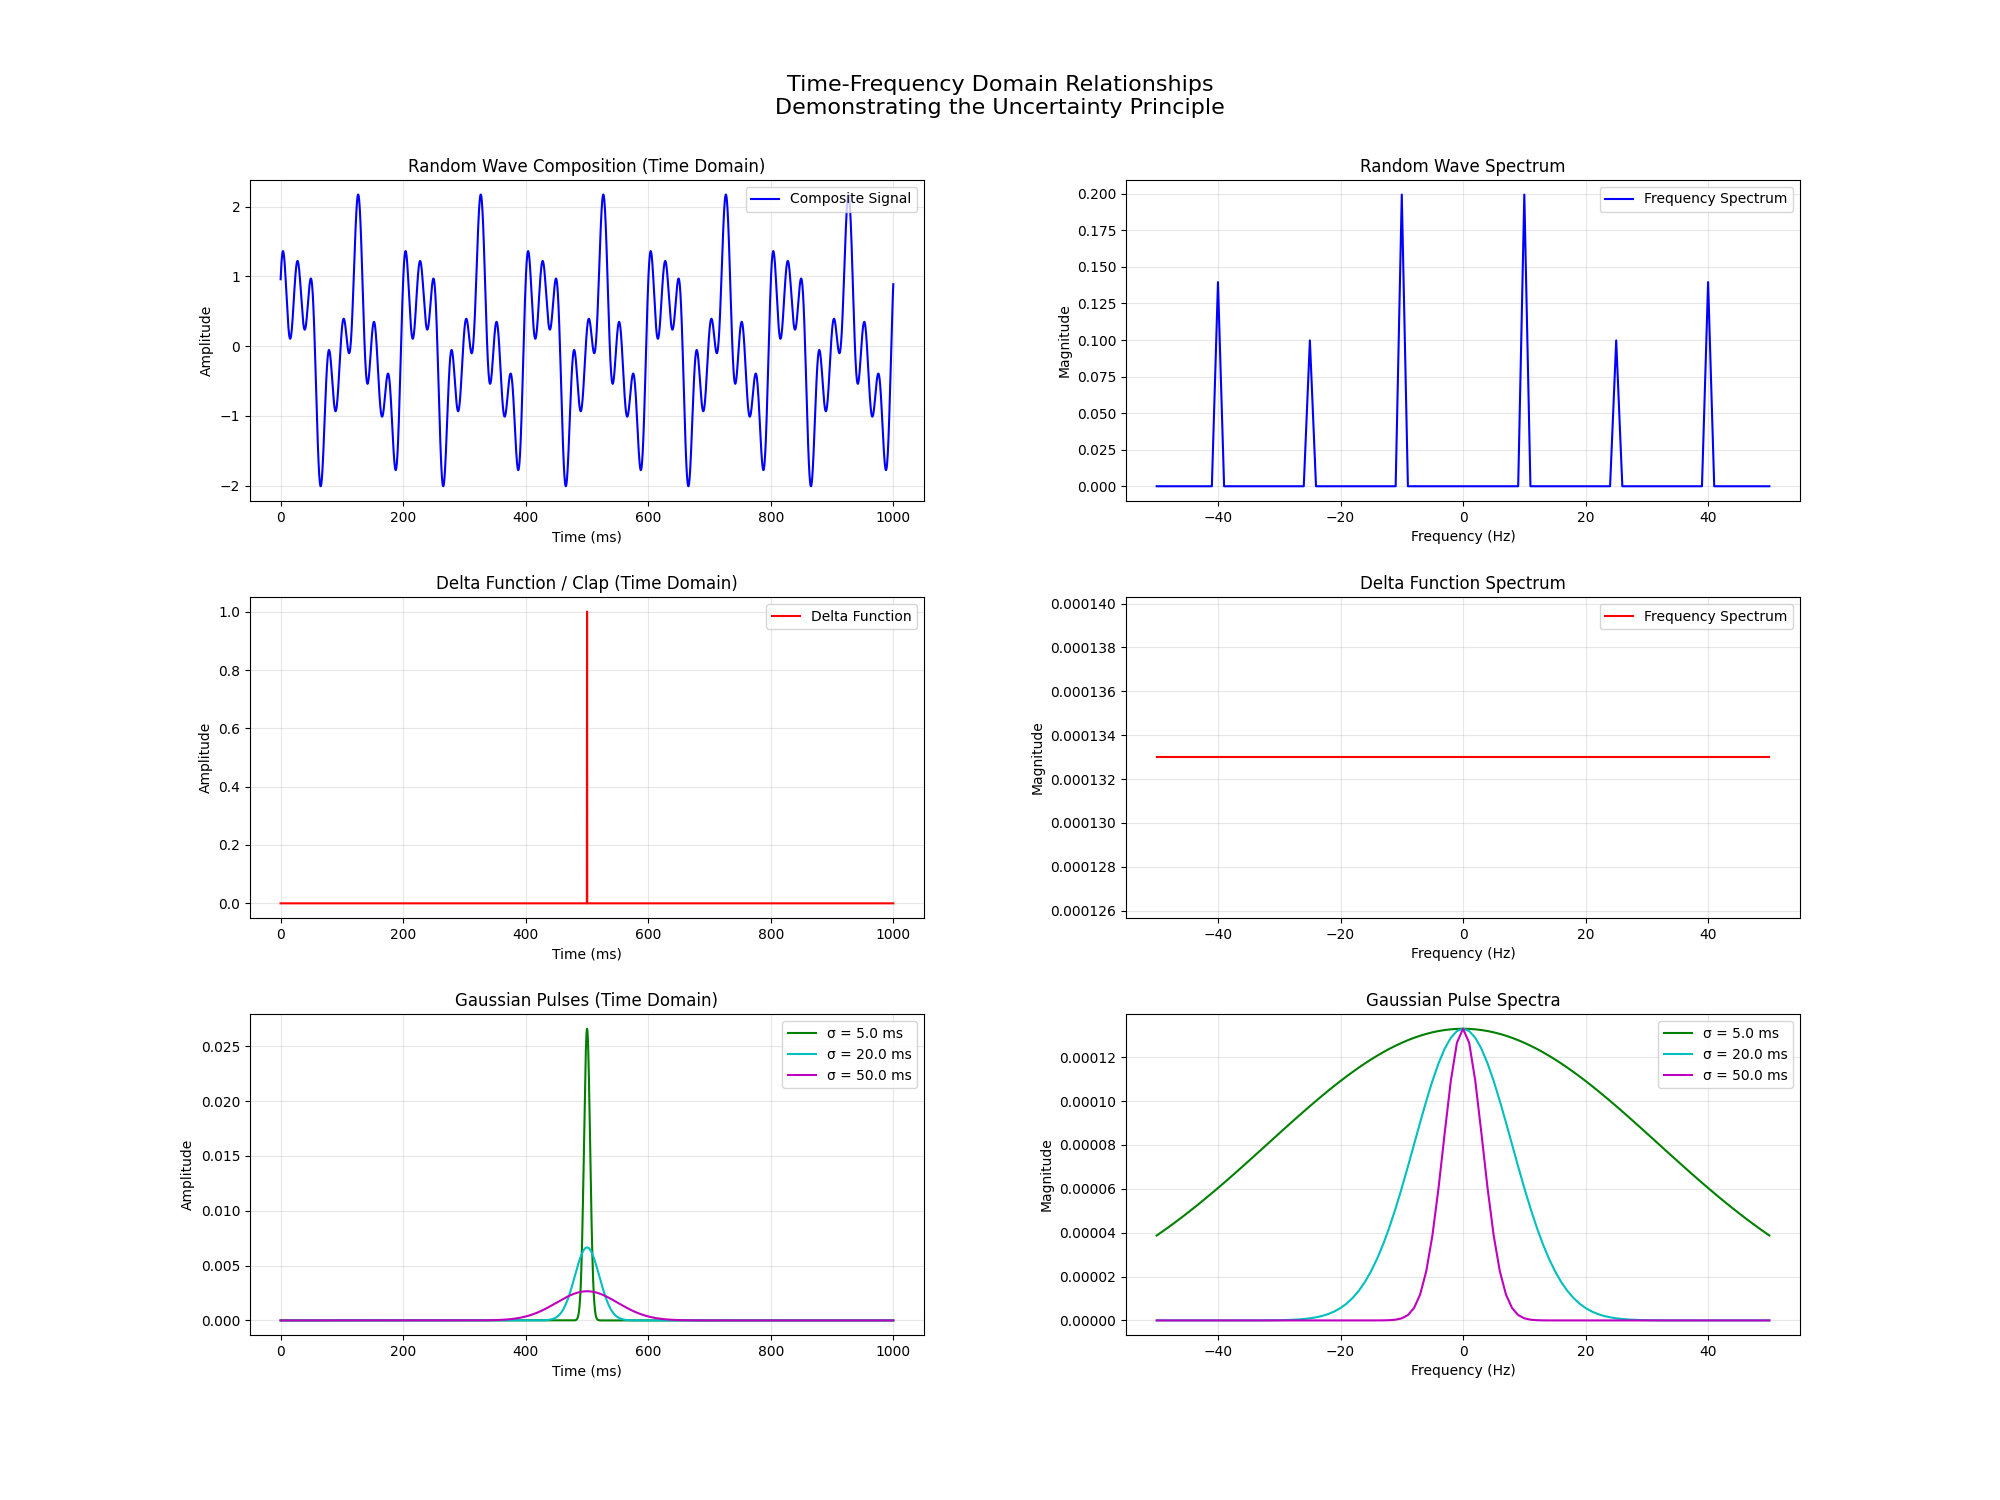 Time-Frequency Domain Relationships
Demonstrating the Uncertainty Principle
Random Wave Composition (Time Domain)
Composite Signal
Amplitude
2
1
0
−1
−2
0 200 400 600 800 1000
Time (ms)
Random Wave Spectrum
Frequency Spectrum
Magnitude
0.200
0.175
0.150
0.125
0.100
0.075
0.050
0.025
0.000
−40 −20 0 20 40
Frequency (Hz)
Delta Function / Clap (Time Domain)
Delta Function
Amplitude
1.0
0.8
0.6
0.4
0.2
0.0
0 200 400 600 800 1000
Time (ms)
Delta Function Spectrum
Frequency Spectrum
Magnitude
0.000140
0.000138
0.000136
0.000134
0.000132
0.000130
0.000128
0.000126
−40 −20 0 20 40
Frequency (Hz)
Gaussian Pulses (Time Domain)
σ = 5.0 ms
σ = 20.0 ms
σ = 50.0 ms
Amplitude
0.025
0.020
0.015
0.010
0.005
0.000
0 200 400 600 800 1000
Time (ms)
Gaussian Pulse Spectra
σ = 5.0 ms
σ = 20.0 ms
σ = 50.0 ms
Magnitude
0.00012
0.00010
0.00008
0.00006
0.00004
0.00002
0.00000
−40 −20 0 20 40
Frequency (Hz)